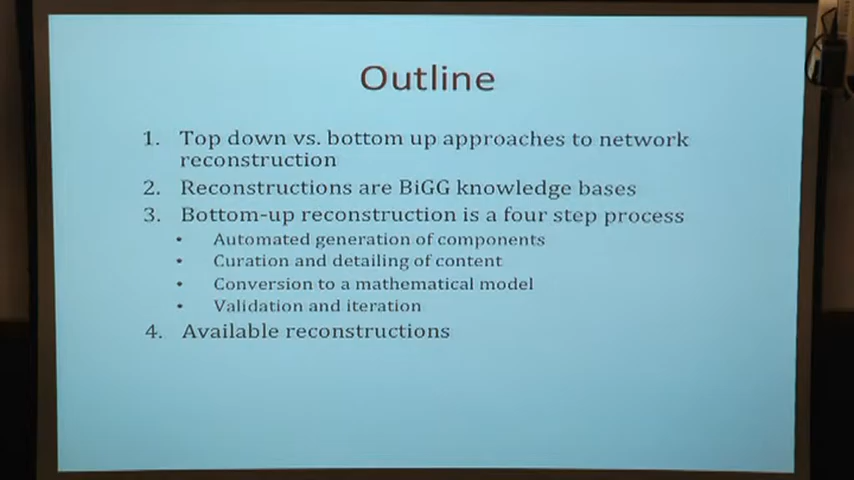 Outline
1. Top down vs. bottom up approaches to network
reconstruction
2. Reconstructions are BiGG knowledge bases
3. Bottom-up reconstruction is a four step process
• Automated generation of components
• Curation and detailing of content
• Conversion to a mathematical model
• Validation and iteration
4. Available reconstructions